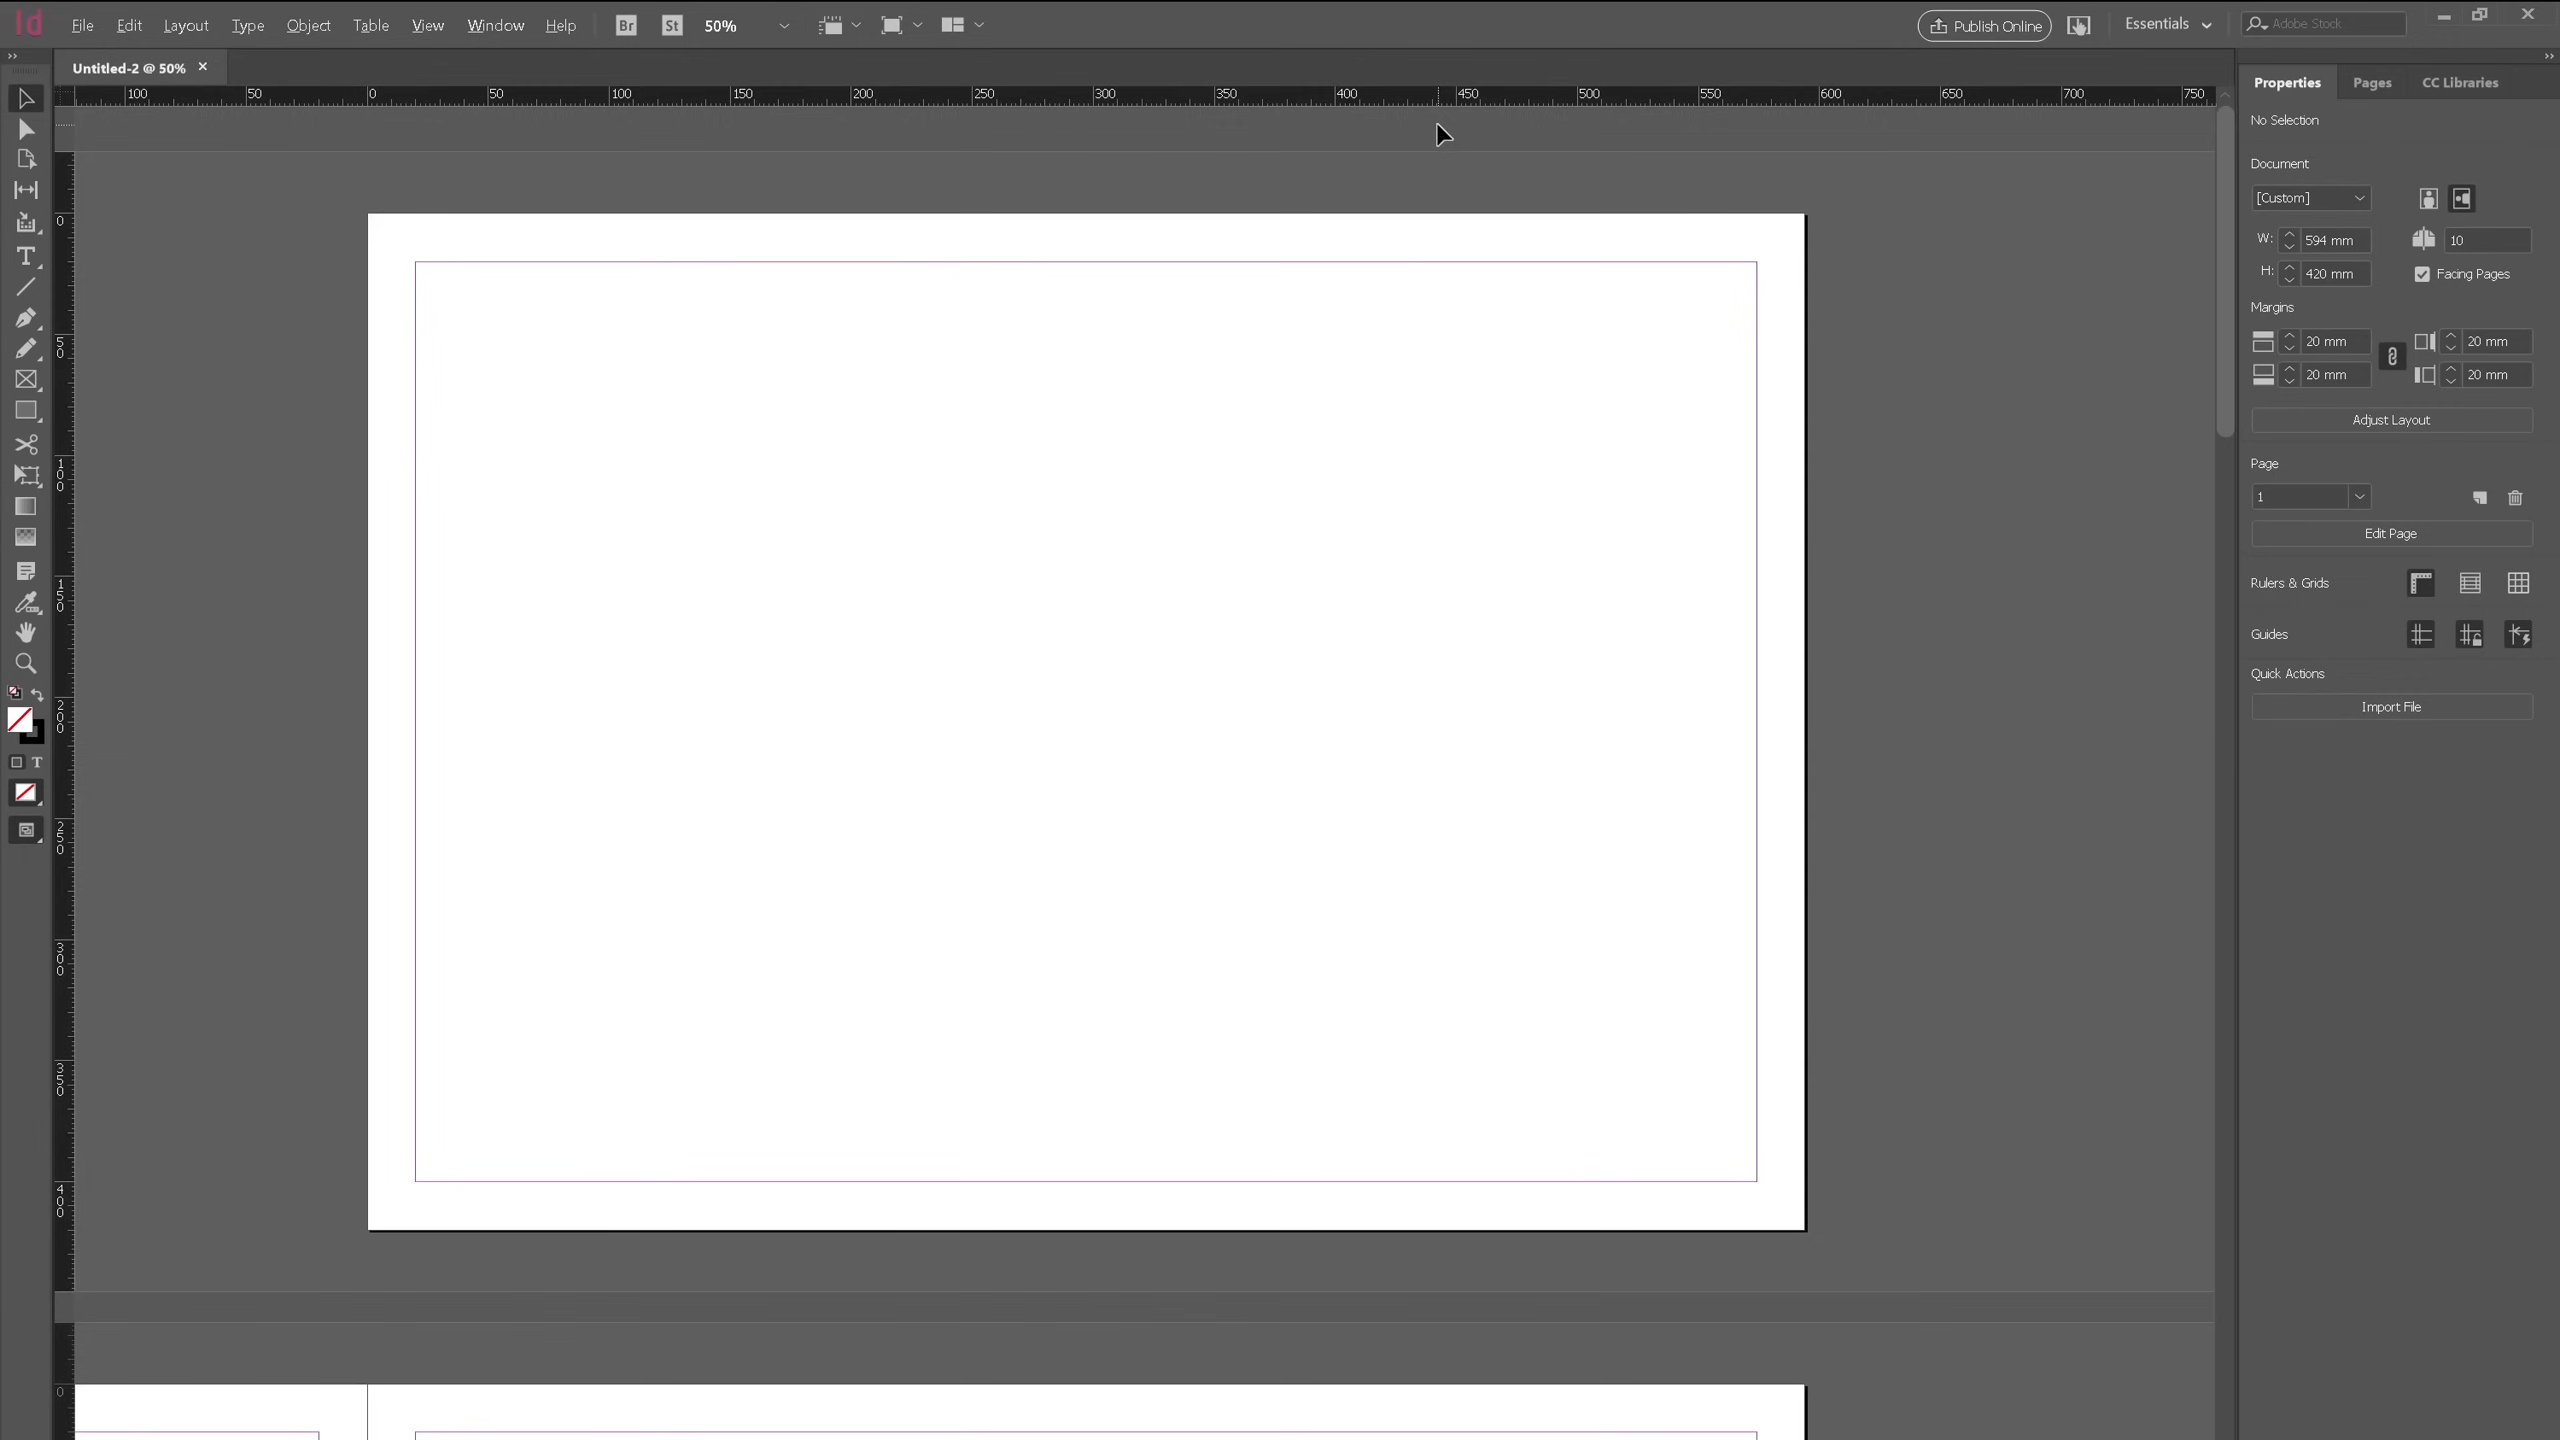 Id File Edit Layout Type Object Table View Window Help Br St 50% Publish Online Essentials Adobe Stock
Untitled-2 @ 50%
100 50 0 50 100 150 200 250 300 350 400 450 500 550 600 650 700 750
0
50
100
150
200
250
300
350
400
0
T
T
Properties Pages CC Libraries
No Selection
Document
[Custom]
W: 594 mm 10
H: 420 mm Facing Pages
Margins
20 mm 20 mm
20 mm 20 mm
Adjust Layout
Page
1
Edit Page
Rulers & Grids
Guides
Quick Actions
Import File